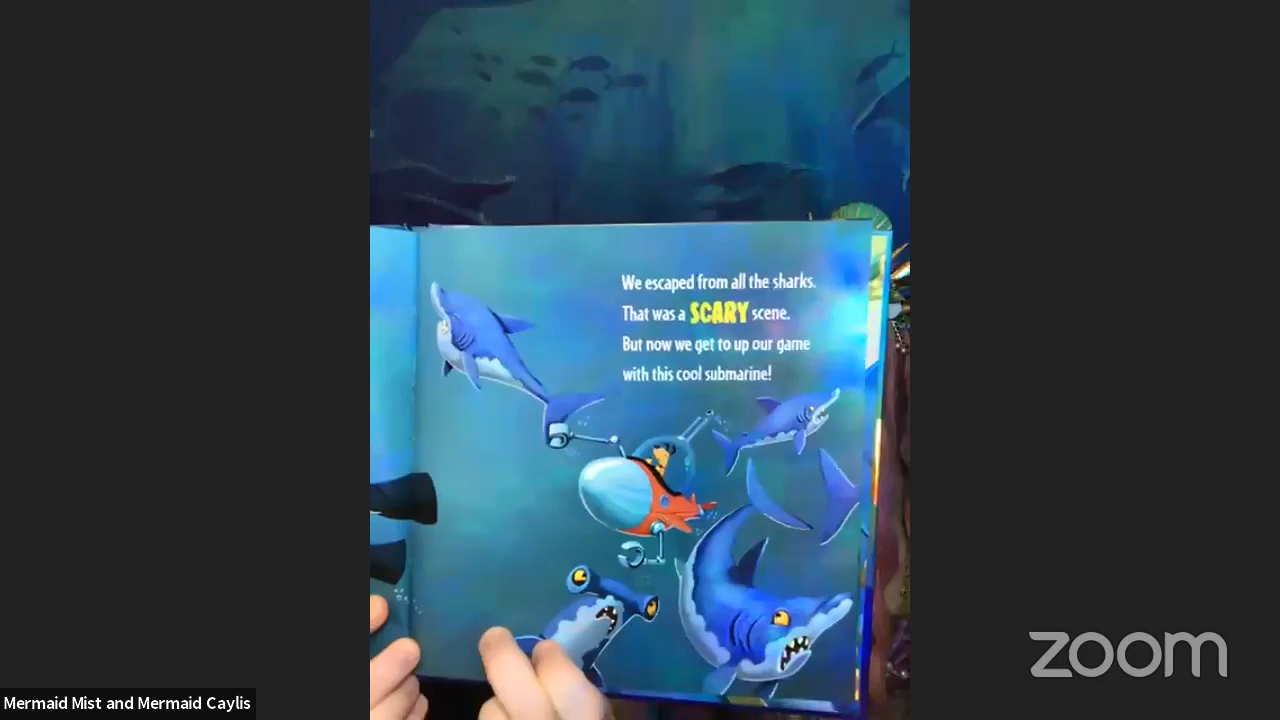 We escaped from all the sharks.
That was a SCARY scene.
But now we get to up our game
with this cool submarine!
zoom
Mermaid Mist and Mermaid Caylis